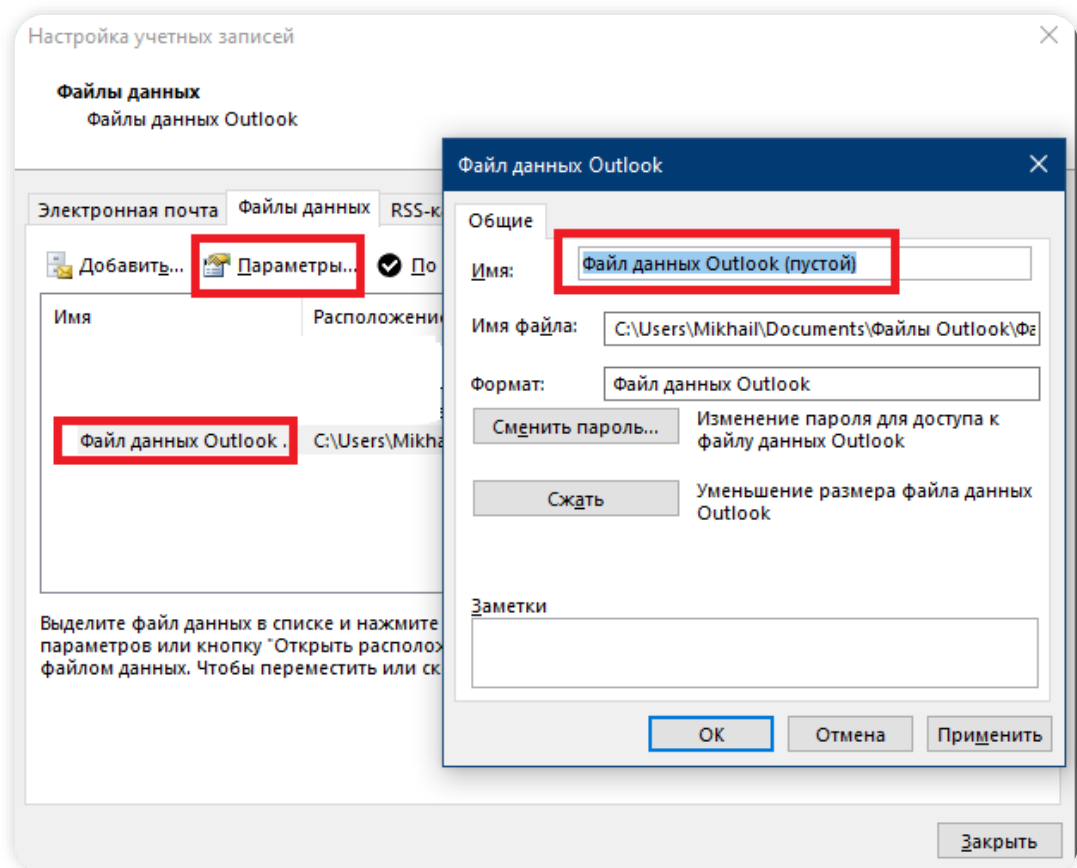 Настройка учетных записей
Файлы данных
Файлы данных Outlook
Электронная почта
Файлы данных
Добавить...
Параметры...
По
Имя
Расположение
Файл данных Outlook .
C:\Users\Mikha
Выделите файл данных в списке и нажмите
параметров или кнопку "Открыть располож
файлом данных. Чтобы переместить или ск
Файл данных Outlook
Общие
Имя:
Файл данных Outlook (пустой)
Имя файла:
C:\Users\Mikhail\Documents\Файлы Outlook\Фа
Формат:
Файл данных Outlook
Сменить пароль...
Изменение пароля для доступа к
файлу данных Outlook
Сжать
Уменьшение размера файла данных
Outlook
Заметки
ОК
Отмена
Применить
Закрыть